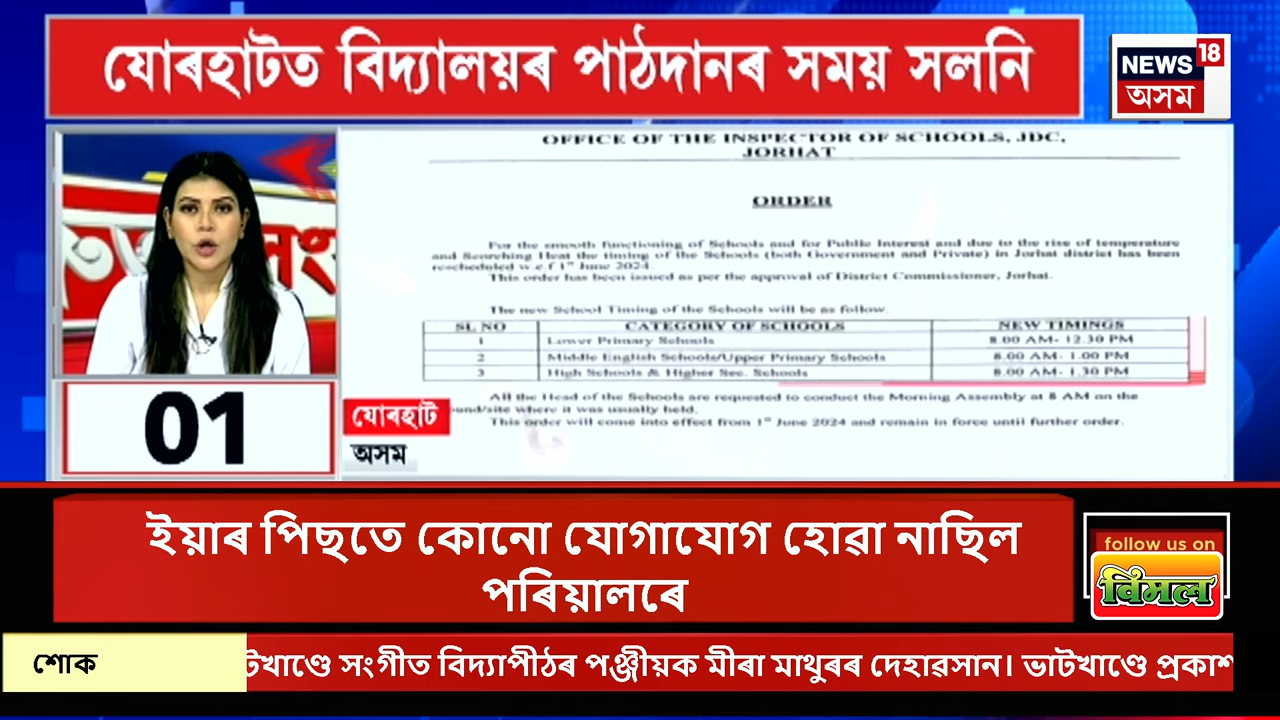 যোৰহাটত বিদ্যালয়ৰ পাঠদানৰ সময় সলনি
NEWS 18
অসম
OFFICE OF THE INSPECTOR OF SCHOOLS, JDC,
JORHAT
ORDER
For the smooth functioning of Schools and for Public Interest and due to the rise of temperature
and Scorching Heat the timing of the Schools (both Government and Private) in Jorhat district has been
rescheduled w.e.f 1st June 2024.
This order has been issued as per the approval of District Commissioner, Jorhat.
The new School Timing of the Schools will be as follow.
SL NO CATEGORY OF SCHOOLS NEW TIMINGS
1 Lower Primary Schools 8.00 AM- 12.30 PM
2 Middle English Schools/Upper Primary Schools 8.00 AM- 1.00 PM
3 High Schools & Higher Sec. Schools 8.00 AM- 1.30 PM
All the Head of the Schools are requested to conduct the Morning Assembly at 8 AM on the
ound/site where it was usually held.
This order will come into effect from 1st June 2024 and remain in force until further order.
01
যোৰহাট
অসম
ইয়াৰ পিছতে কোনো যোগাযোগ হোৱা নাছিল
পৰিয়ালৰে
follow us on
विमल
শোক
টখাণ্ডে সংগীত বিদ্যাপীঠৰ পঞ্জীয়ক মীৰা মাথুৰৰ দেহাৱসান। ভাটখাণ্ডে প্ৰকাশ